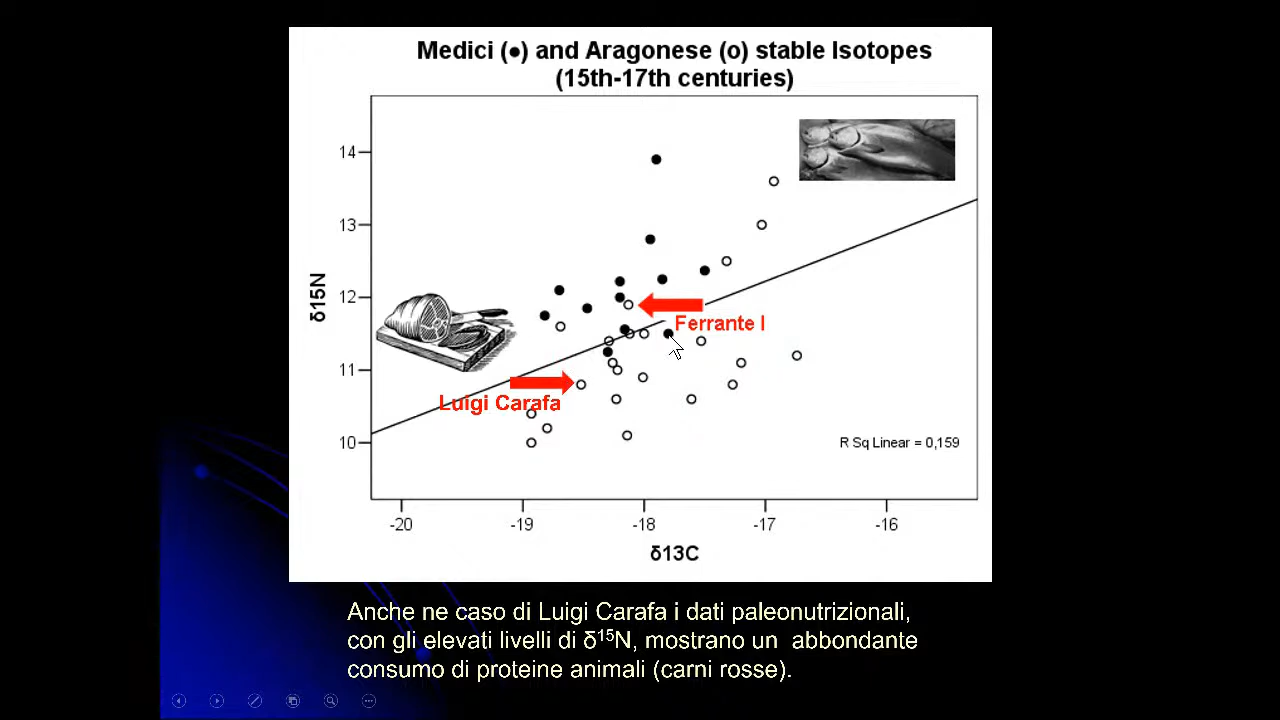 Medici (●) and Aragonese (o) stable Isotopes
(15th-17th centuries)
14
13
12
11
10
δ15N
Ferrante I
Luigi Carafa
R Sq Linear = 0,159
-20 -19 -18 -17 -16
δ13C
Anche ne caso di Luigi Carafa i dati paleonutrizionali,
con gli elevati livelli di δ¹⁵N, mostrano un abbondante
consumo di proteine animali (carni rosse).